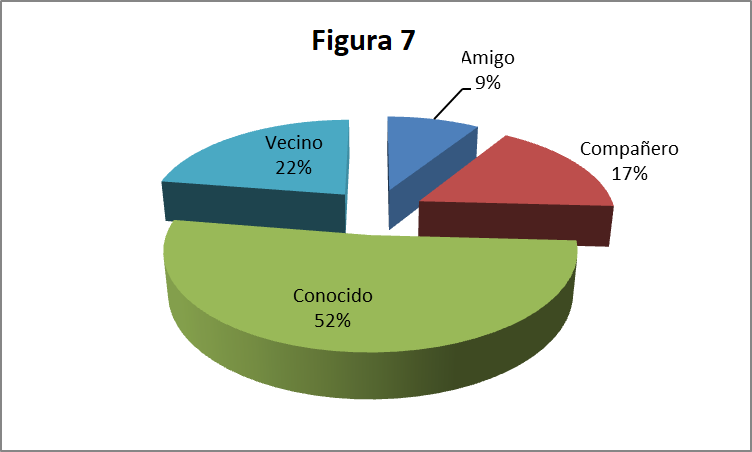 Figura 7
Amigo
9%
Compañero
17%
Conocido
52%
Vecino
22%